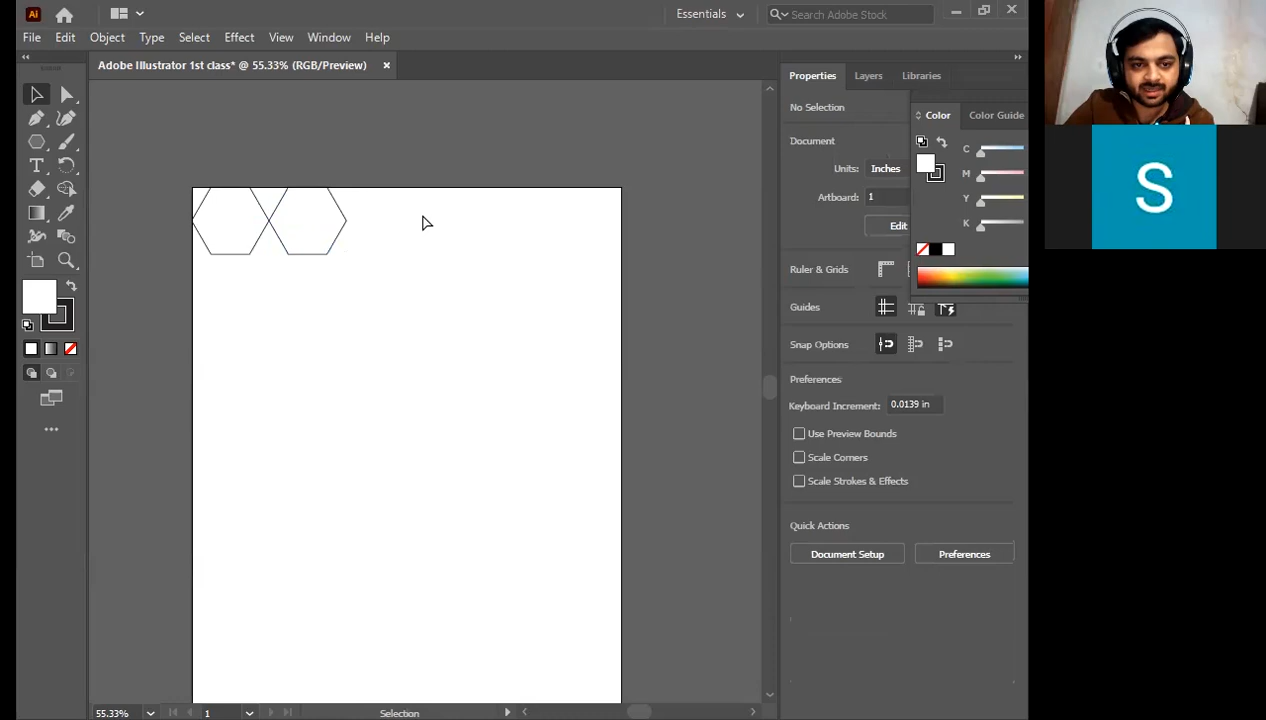 Ai
Essentials
Search Adobe Stock
File Edit Object Type Select Effect View Window Help
Adobe Illustrator 1st class* @ 55.33% (RGB/Preview) ×
Properties Layers Libraries
No Selection
Color Color Guide
Document
C
Units: Inches
M
Artboard: 1
Y
K
Edit
Ruler & Grids
Guides
Snap Options
Preferences
Keyboard Increment: 0.0139 in
Use Preview Bounds
Scale Corners
Scale Strokes & Effects
Quick Actions
Document Setup Preferences
55.33% 1 Selection
S